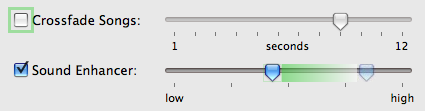 Crossfade Songs:
1 seconds 12
Sound Enhancer:
low high